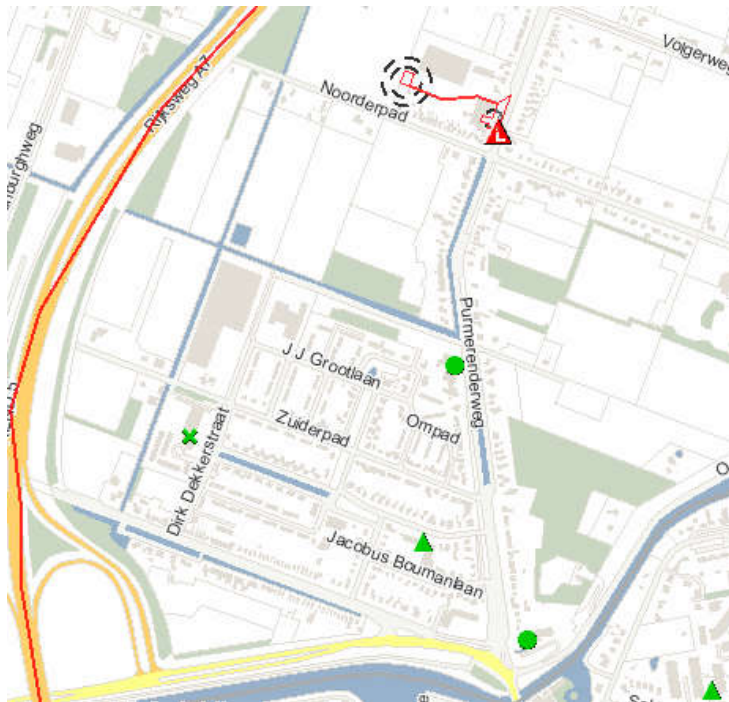 Volgerweg
Rijksweg A7
Noorderpad
Purmerenderweg
J J Grootlaan
Ompad
Zuiderpad
Dirk Dekkerstraat
Jacobus Boumanlaan
L